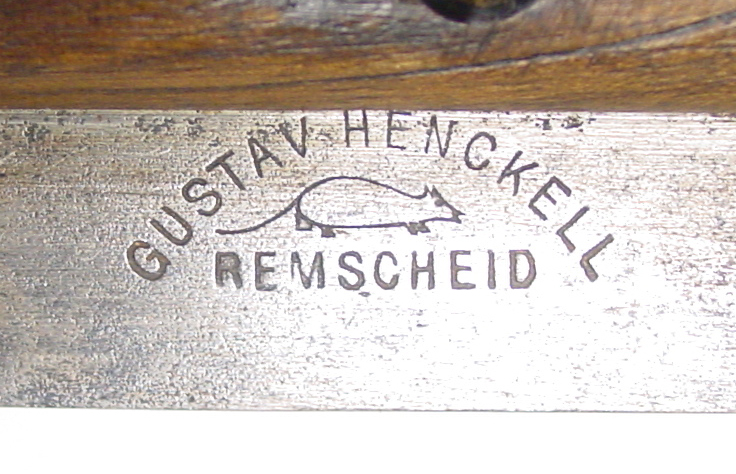 GUSTAV HENCKELL
REMSCHEID